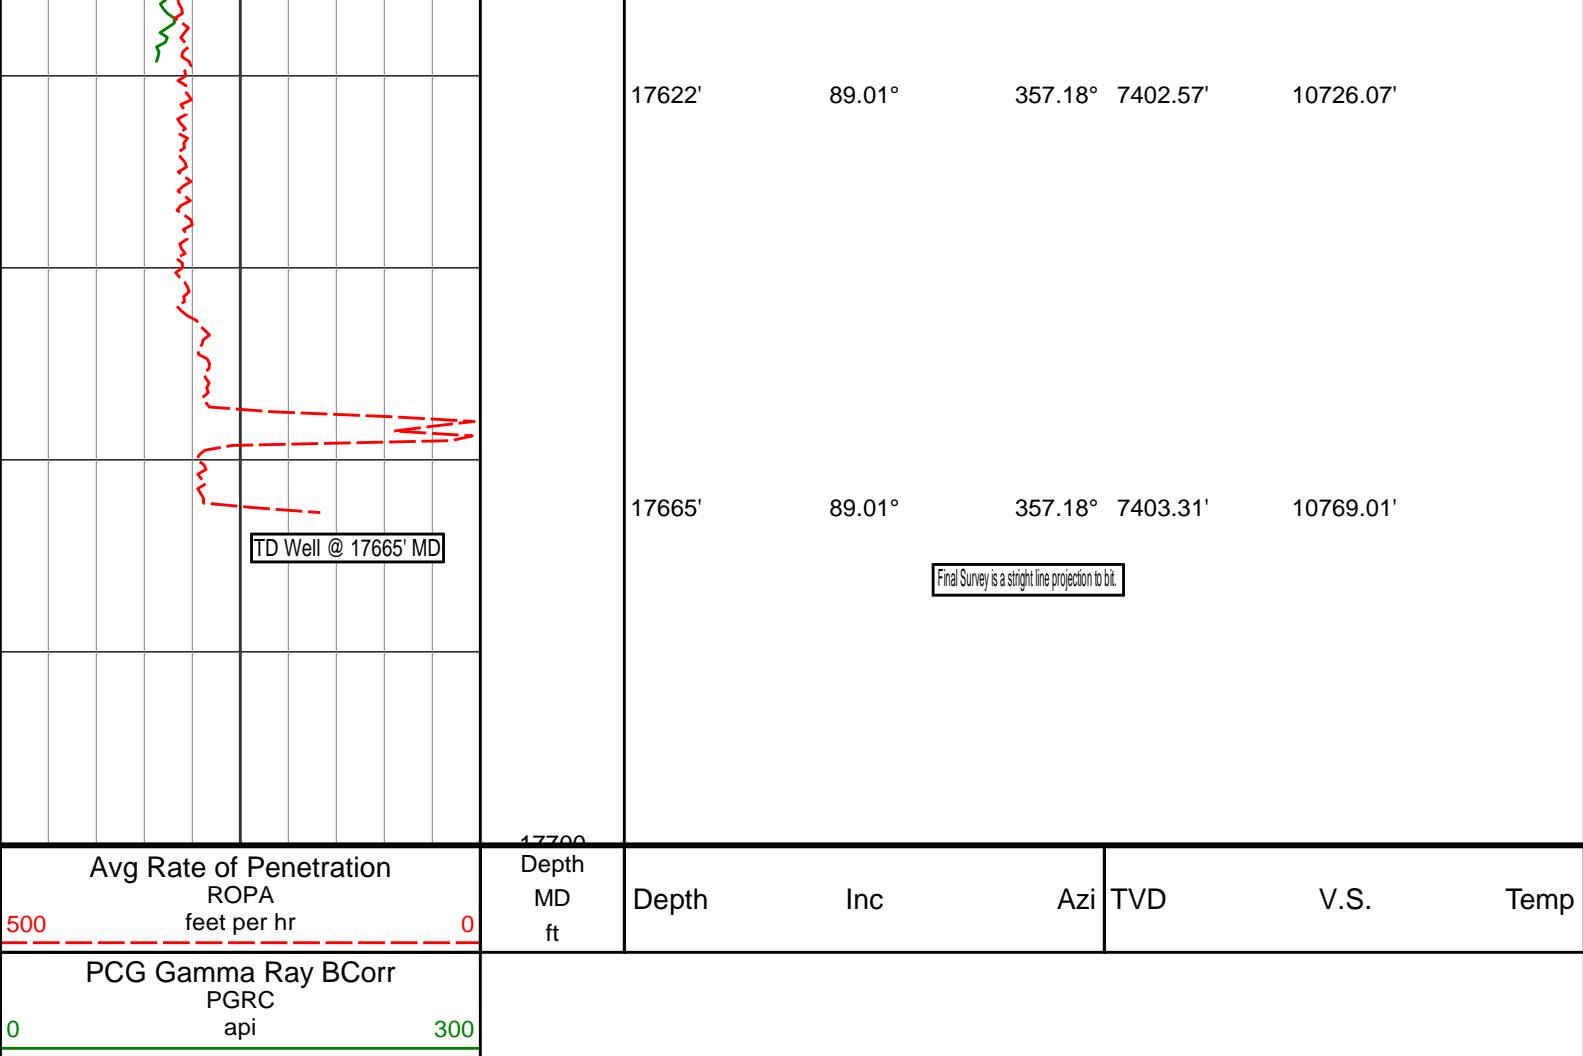 17622' 89.01° 357.18° 7402.57' 10726.07'
17665' 89.01° 357.18° 7403.31' 10769.01'
TD Well @ 17665' MD
Final Survey is a stright line projection to bit.
17700
Avg Rate of Penetration
ROPA
500 feet per hr 0
Depth
MD
ft
Depth Inc Azi TVD V.S. Temp
PCG Gamma Ray BCorr
PGRC
0 api 300